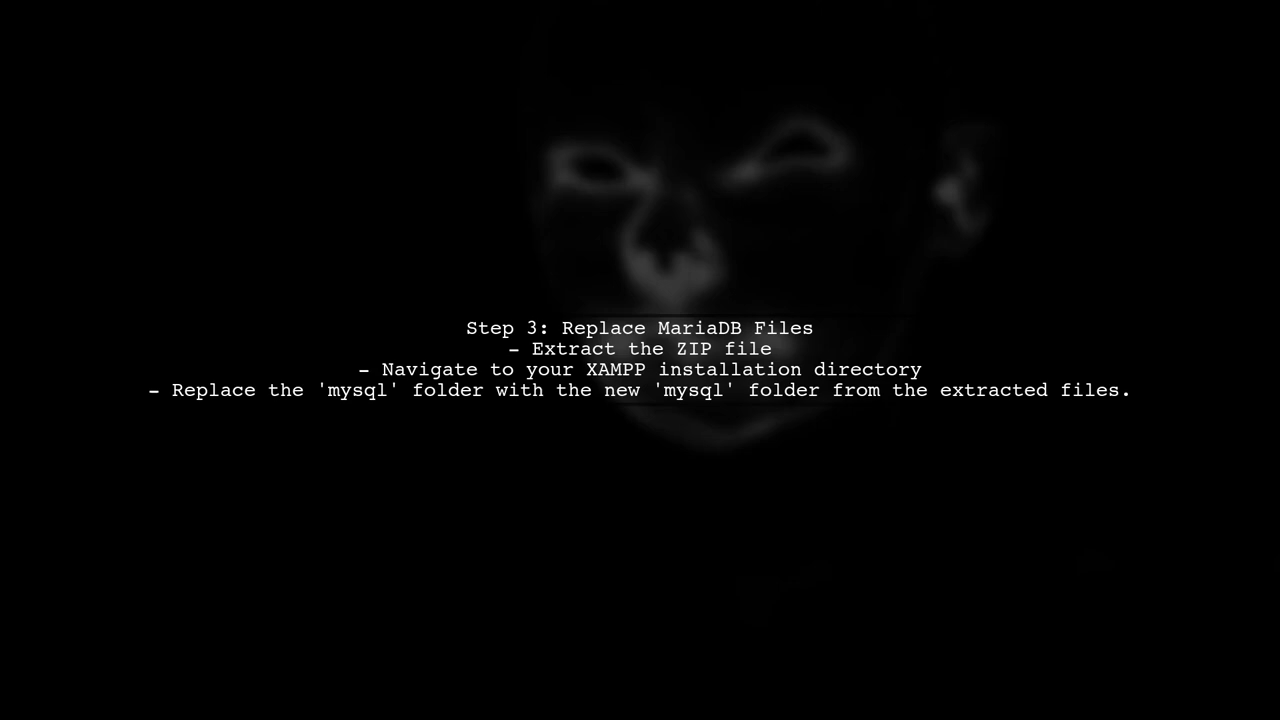 Step 3: Replace MariaDB Files
- Extract the ZIP file
- Navigate to your XAMPP installation directory
- Replace the 'mysql' folder with the new 'mysql' folder from the extracted files.